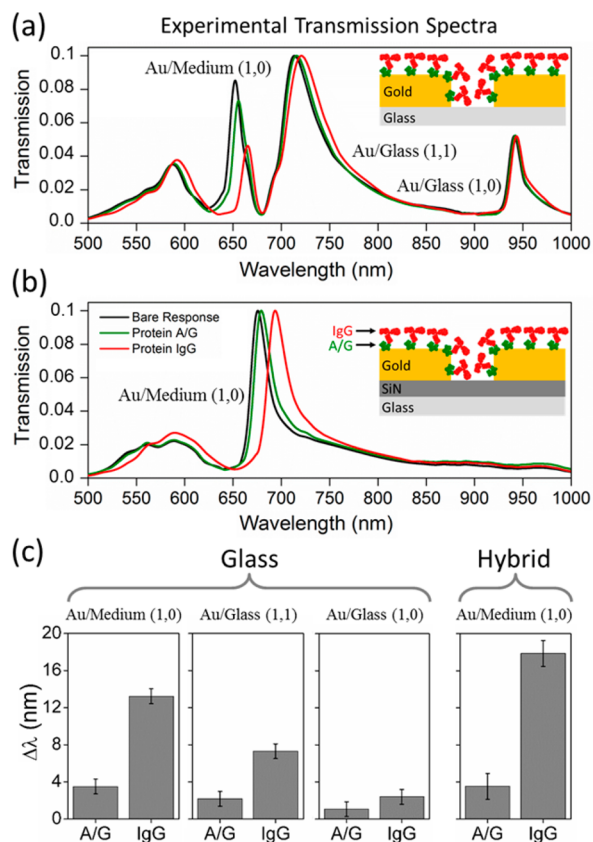 (a) Experimental Transmission Spectra
0.1
0.08
0.06
0.04
0.02
0.0
Transmission
Au/Medium (1,0)
Au/Glass (1,1)
Au/Glass (1,0)
Gold
Glass
500 550 600 650 700 750 800 850 900 950 1000
Wavelength (nm)
(b)
0.1
0.08
0.06
0.04
0.02
0.0
Transmission
Bare Response
Protein A/G
Protein IgG
Au/Medium (1,0)
IgG
A/G
Gold
SiN
Glass
500 550 600 650 700 750 800 850 900 950 1000
Wavelength (nm)
(c)
Glass Hybrid
Au/Medium (1,0) Au/Glass (1,1) Au/Glass (1,0) Au/Medium (1,0)
20
16
12
8
4
0
Δλ (nm)
A/G IgG A/G IgG A/G IgG A/G IgG